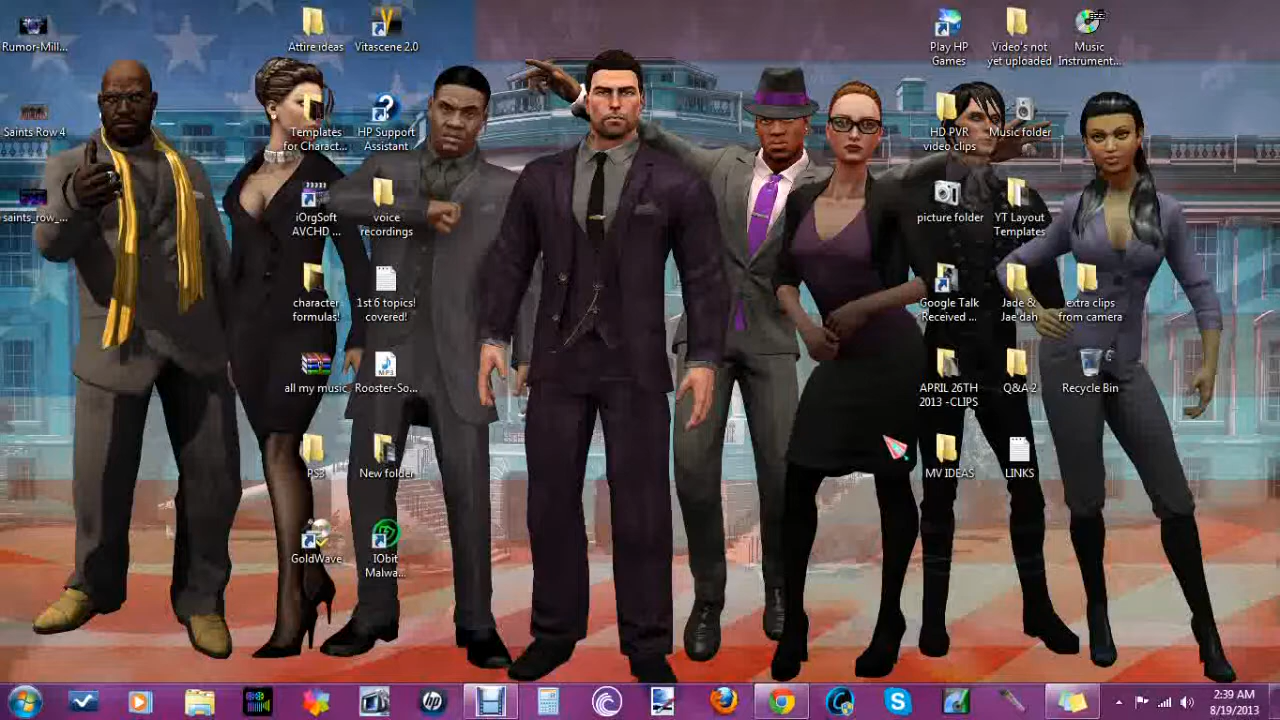 Rumor-Mill...
Attire ideas
Vitascene 2.0
Play HP
Games
Video's not
yet uploaded
Music
Instrument...
Saints Row 4
Templates
for Charact...
HP Support
Assistant
HD PVR
video clips
Music folder
saints_row_...
iOrgSoft
AVCHD ...
voice
recordings
picture folder
YT Layout
Templates
character
formulas!
1st 6 topics!
covered!
Google Talk
Received ...
Jade &
Jae'dah
extra clips
from camera
all my music
Rooster-So...
APRIL 26TH
2013 -CLIPS
Q&A 2
Recycle Bin
PS3
New folder
MV IDEAS
LINKS
GoldWave
IObit
Malwa...
2:39 AM
8/19/2013